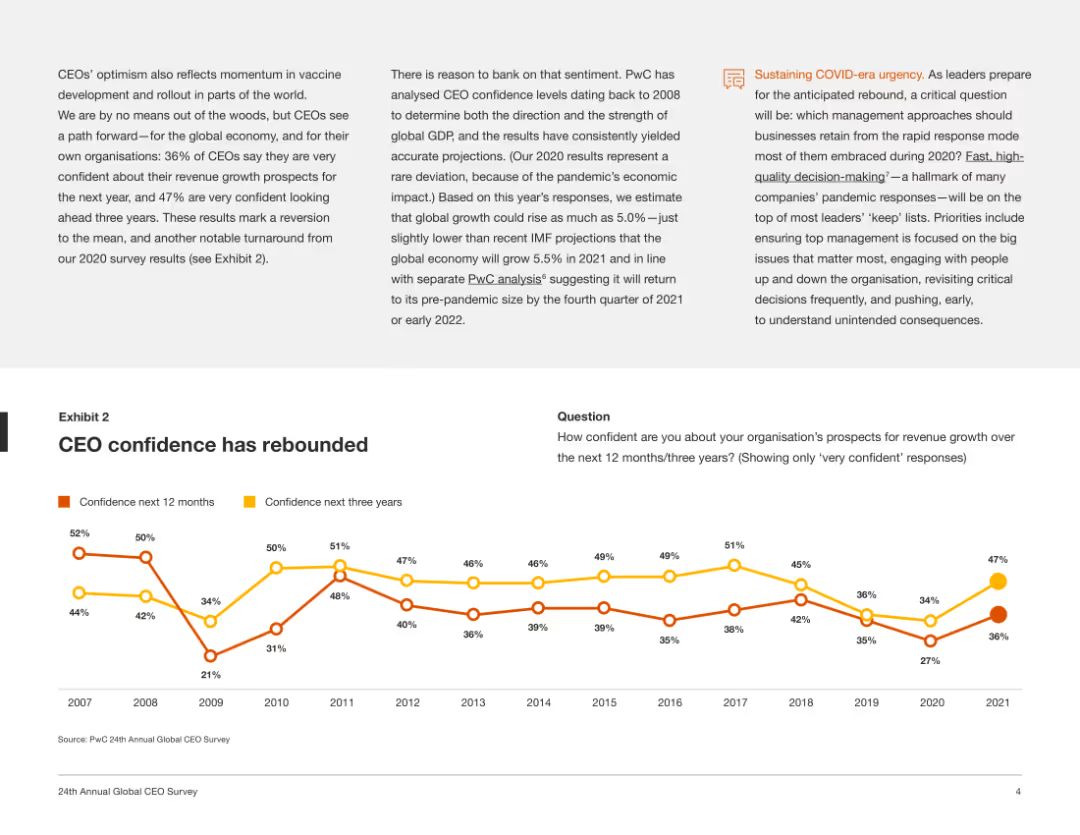 CEOs' optimism also reflects momentum in vaccine
development and rollout in parts of the world.
We are by no means out of the woods, but CEOs see
a path forward—for the global economy, and for their
own organisations: 36% of CEOs say they are very
confident about their revenue growth prospects for
the next year, and 47% are very confident looking
ahead three years. These results mark a reversion
to the mean, and another notable turnaround from
our 2020 survey results (see Exhibit 2).
There is reason to bank on that sentiment. PwC has
analysed CEO confidence levels dating back to 2008
to determine both the direction and the strength of
global GDP, and the results have consistently yielded
accurate projections. (Our 2020 results represent a
rare deviation, because of the pandemic's economic
impact.) Based on this year's responses, we estimate
that global growth could rise as much as 5.0%—just
slightly lower than recent IMF projections that the
global economy will grow 5.5% in 2021 and in line
with separate PwC analysis⁶ suggesting it will return
to its pre-pandemic size by the fourth quarter of 2021
or early 2022.
Sustaining COVID-era urgency. As leaders prepare
for the anticipated rebound, a critical question
will be: which management approaches should
businesses retain from the rapid response mode
most of them embraced during 2020? Fast, high-
quality decision-making⁷—a hallmark of many
companies' pandemic responses—will be on the
top of most leaders' 'keep' lists. Priorities include
ensuring top management is focused on the big
issues that matter most, engaging with people
up and down the organisation, revisiting critical
decisions frequently, and pushing, early,
to understand unintended consequences.
Exhibit 2
CEO confidence has rebounded
Question
How confident are you about your organisation's prospects for revenue growth over
the next 12 months/three years? (Showing only 'very confident' responses)
Confidence next 12 months Confidence next three years
52% 50% 34% 50% 51% 47% 46% 46% 49% 49% 51% 45% 36% 34% 47%
44% 42% 21% 31% 48% 40% 36% 39% 39% 35% 38% 42% 35% 27% 36%
2007 2008 2009 2010 2011 2012 2013 2014 2015 2016 2017 2018 2019 2020 2021
Source: PwC 24th Annual Global CEO Survey
24th Annual Global CEO Survey 4